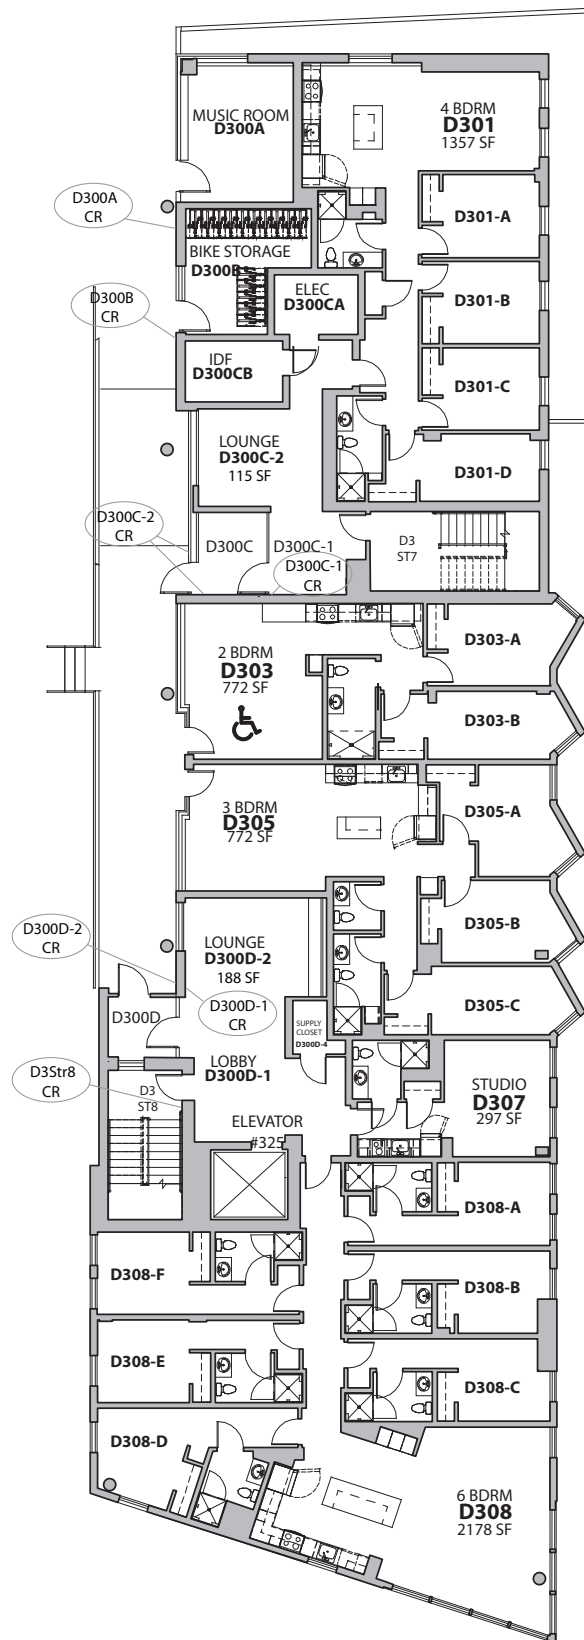 MUSIC ROOM
D300A
4 BDRM
D301
1357 SF
D300A
CR
D301-A
BIKE STORAGE
D300B
ELEC
D300CA
D301-B
D300B
CR
IDF
D300CB
D301-C
LOUNGE
D300C-2
115 SF
D301-D
D300C-2
CR
D300C
D300C-1
D300C-1
CR
D3
ST7
2 BDRM
D303
772 SF
D303-A
D303-B
3 BDRM
D305
772 SF
D305-A
D305-B
D300D-2
CR
LOUNGE
D300D-2
188 SF
D305-C
D300D
D300D-1
CR
SUPPLY
CLOSET
D300D-4
LOBBY
D300D-1
D3Str8
CR
D3
ST8
STUDIO
D307
297 SF
ELEVATOR
#325
D308-A
D308-F
D308-B
D308-E
D308-C
D308-D
6 BDRM
D308
2178 SF